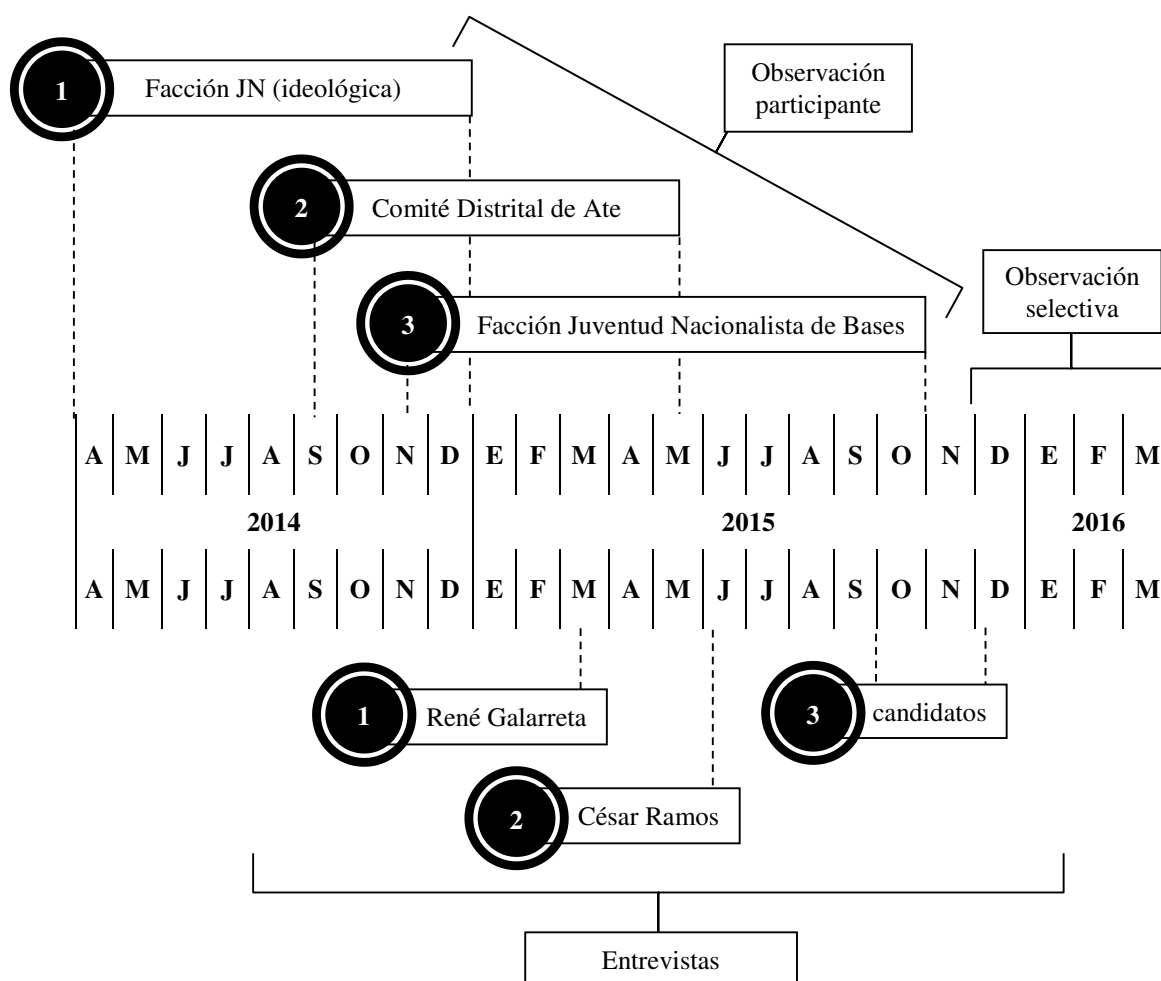 1
Facción JN (ideológica)
Observación
participante
2
Comité Distrital de Ate
Observación
selectiva
3
Facción Juventud Nacionalista de Bases
A M J J A S O N D E F M A M J J A S O N D E F M
2014 2015 2016
A M J J A S O N D E F M A M J J A S O N D E F M
1
René Galarreta
3
candidatos
2
César Ramos
Entrevistas